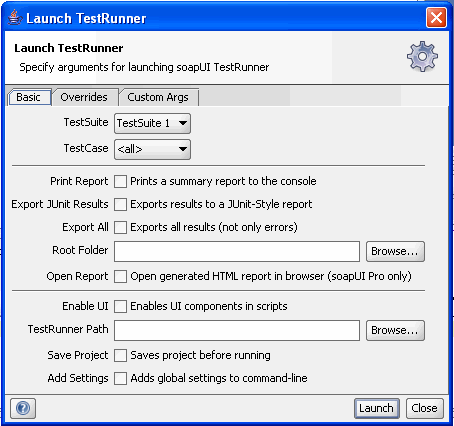 Launch TestRunner
Launch TestRunner
Specify arguments for launching soapUI TestRunner
Basic Overrides Custom Args
TestSuite TestSuite 1
TestCase <all>
Print Report Prints a summary report to the console
Export JUnit Results Exports results to a JUnit-Style report
Export All Exports all results (not only errors)
Root Folder Browse...
Open Report Open generated HTML report in browser (soapUI Pro only)
Enable UI Enables UI components in scripts
TestRunner Path Browse...
Save Project Saves project before running
Add Settings Adds global settings to command-line
? Launch Close